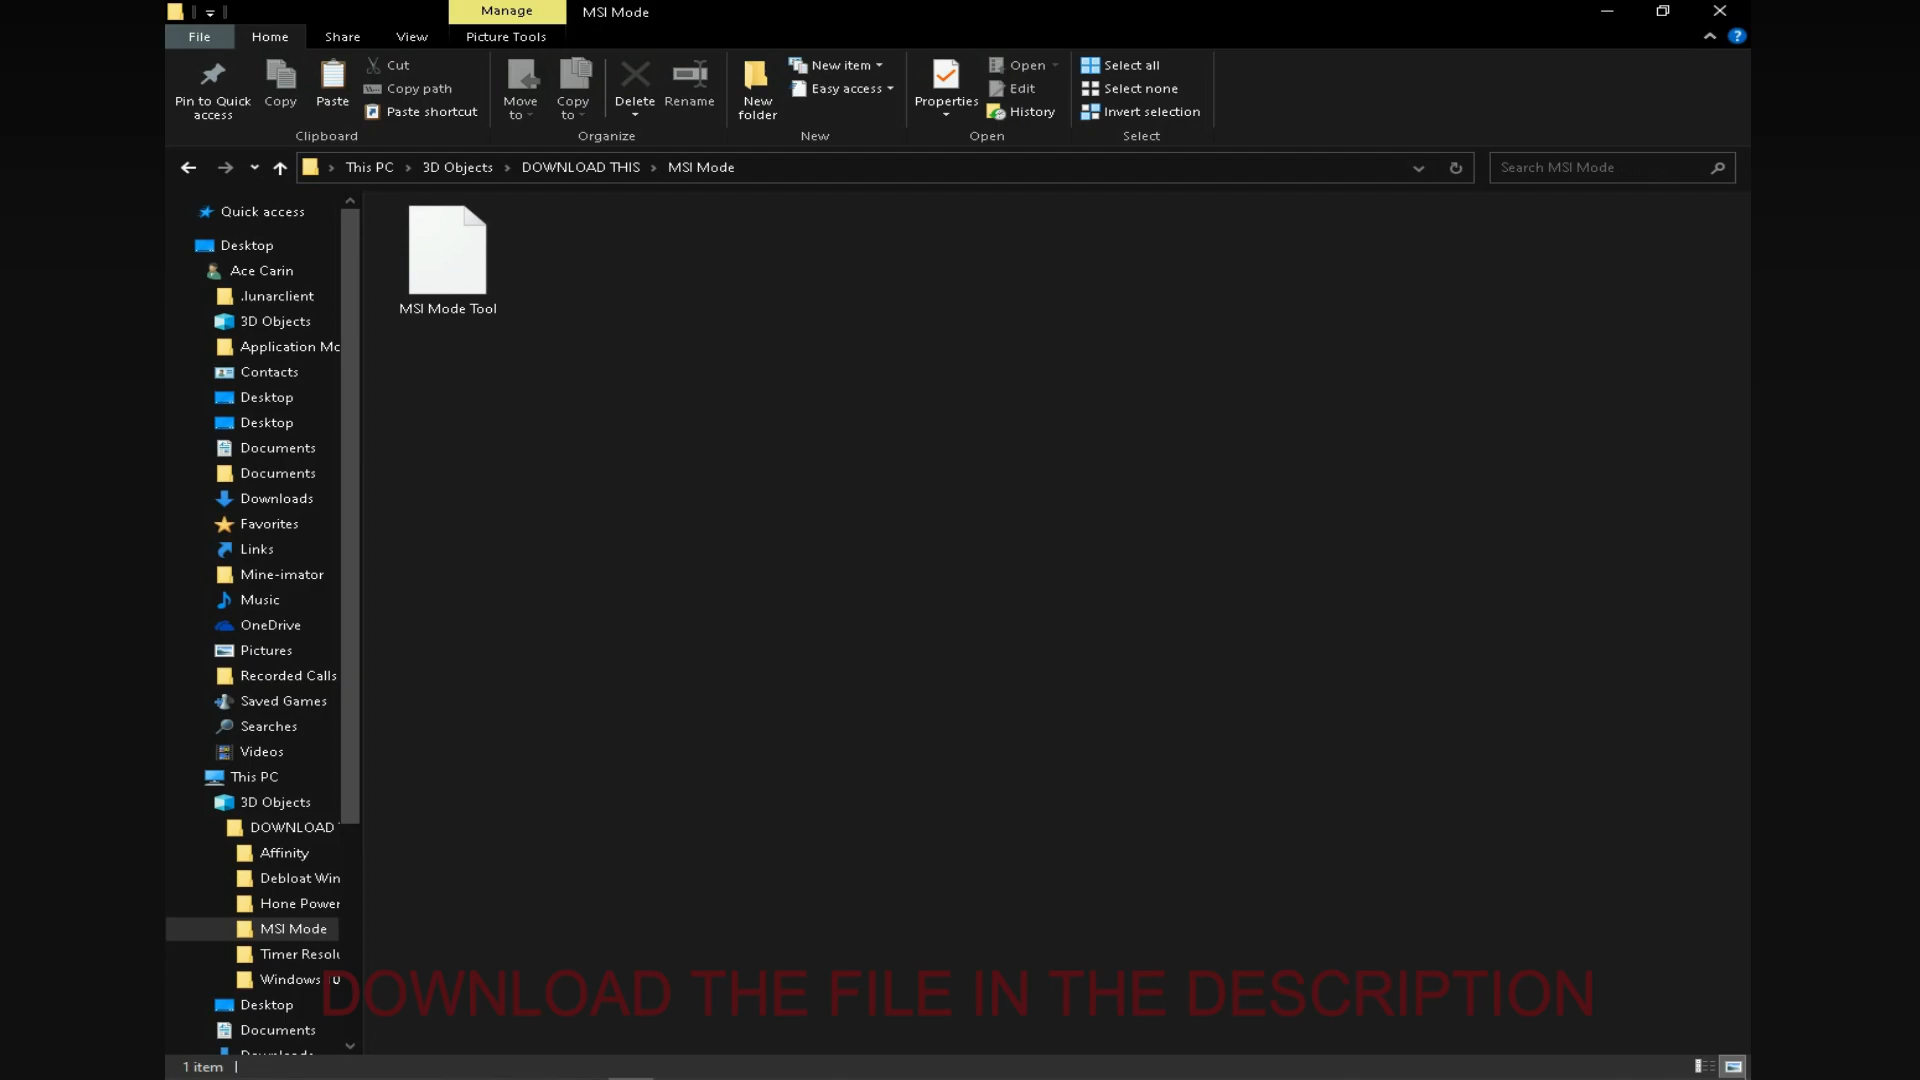 Manage
MSI Mode
File
Home
Share
View
Picture Tools
Pin to Quick access
Copy
Paste
Cut
Copy path
Paste shortcut
Clipboard
Move to
Copy to
Delete
Rename
Organize
New folder
New item
Easy access
New
Properties
Open
Edit
History
Open
Select all
Select none
Invert selection
Select
This PC
3D Objects
DOWNLOAD THIS
MSI Mode
Search MSI Mode
Quick access
Desktop
Ace Carin
.lunarclient
3D Objects
Application Mc
Contacts
Desktop
Desktop
Documents
Documents
Downloads
Favorites
Links
Mine-imator
Music
OneDrive
Pictures
Recorded Calls
Saved Games
Searches
Videos
This PC
3D Objects
DOWNLOAD
Affinity
Debloat Win
Hone Power
MSI Mode
Timer Resolu
Windows
Desktop
Documents
MSI Mode Tool
DOWNLOAD THE FILE IN THE DESCRIPTION
1 item